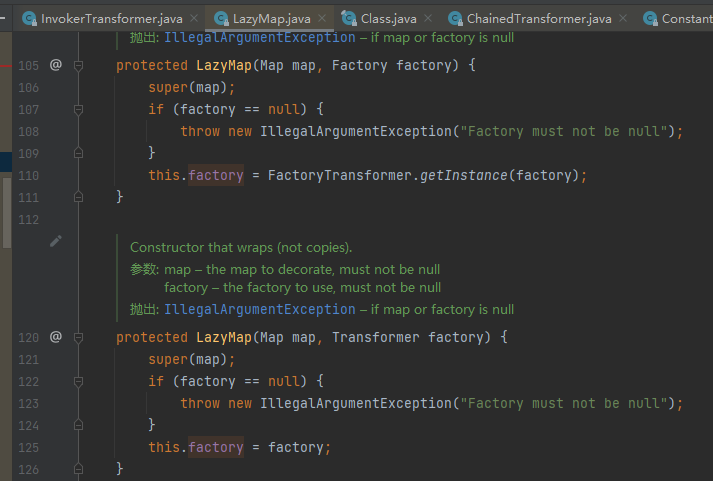 InvokerTransformer.java × LazyMap.java × Class.java × ChainedTransformer.java × Constant
抛出: IllegalArgumentException – if map or factory is null
105 @ protected LazyMap(Map map, Factory factory) {
106 super(map);
107 if (factory == null) {
108 throw new IllegalArgumentException("Factory must not be null");
109 }
110 this.factory = FactoryTransformer.getInstance(factory);
111 }
112
Constructor that wraps (not copies).
参数: map – the map to decorate, must not be null
factory – the factory to use, must not be null
抛出: IllegalArgumentException – if map or factory is null
120 @ protected LazyMap(Map map, Transformer factory) {
121 super(map);
122 if (factory == null) {
123 throw new IllegalArgumentException("Factory must not be null");
124 }
125 this.factory = factory;
126 }